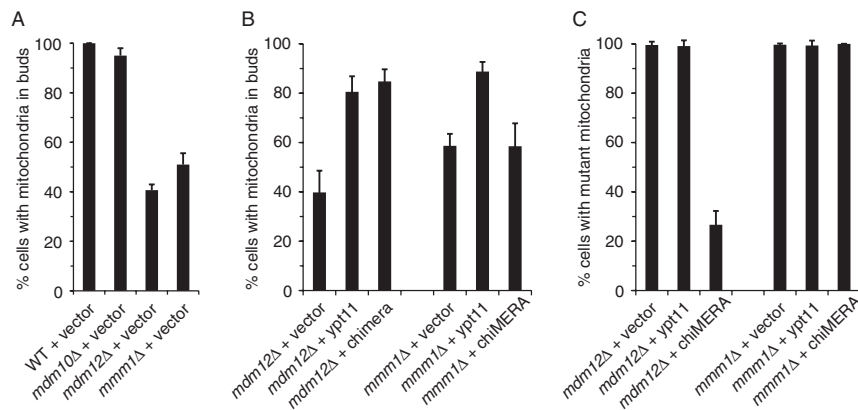 A
% cells with mitochondria in buds
100
80
60
40
20
0
WT + vector
mdm10Δ + vector
mdm12Δ + vector
mmm1Δ + vector
B
% cells with mitochondria in buds
100
80
60
40
20
0
mdm12Δ + vector
mdm12Δ + ypt11
mdm12Δ + chimera
mmm1Δ + vector
mmm1Δ + ypt11
mmm1Δ + chiMERA
C
% cells with mutant mitochondria
100
80
60
40
20
0
mdm12Δ + vector
mdm12Δ + ypt11
mdm12Δ + chiMERA
mmm1Δ + vector
mmm1Δ + ypt11
mmm1Δ + chiMERA